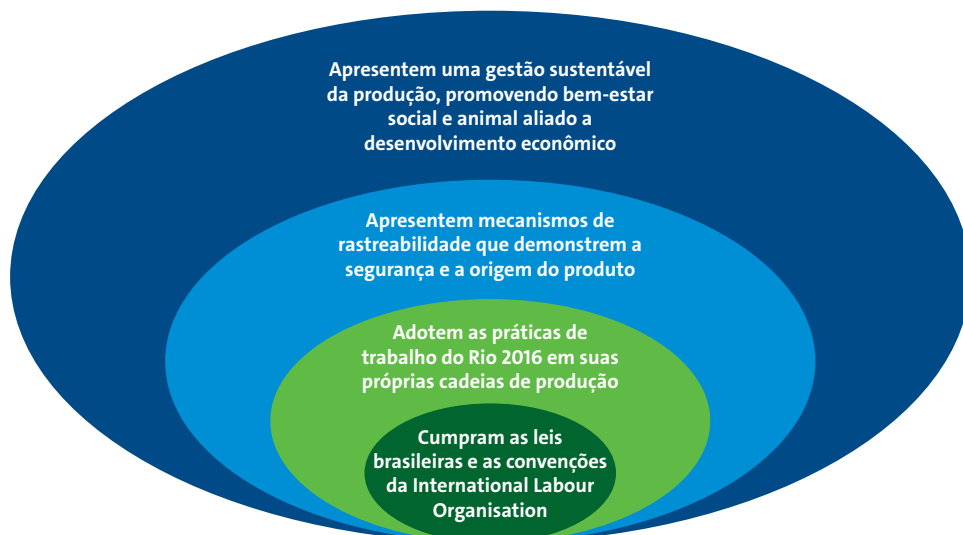 Apresentem uma gestão sustentável
da produção, promovendo bem-estar
social e animal aliado a
desenvolvimento econômico
Apresentem mecanismos de
rastreabilidade que demonstrem a
segurança e a origem do produto
Adotem as práticas de
trabalho do Rio 2016 em suas
próprias cadeias de produção
Cumpram as leis
brasileiras e as convenções
da International Labour
Organisation